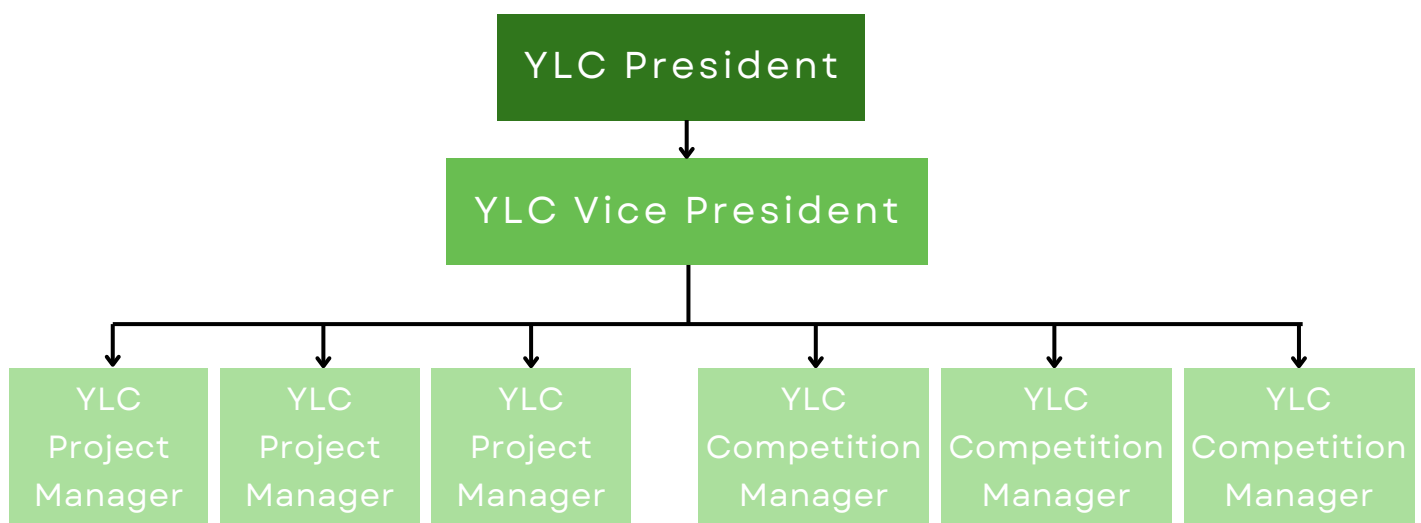 YLC President
YLC Vice President
YLC
Project
Manager
YLC
Project
Manager
YLC
Project
Manager
YLC
Competition
Manager
YLC
Competition
Manager
YLC
Competition
Manager